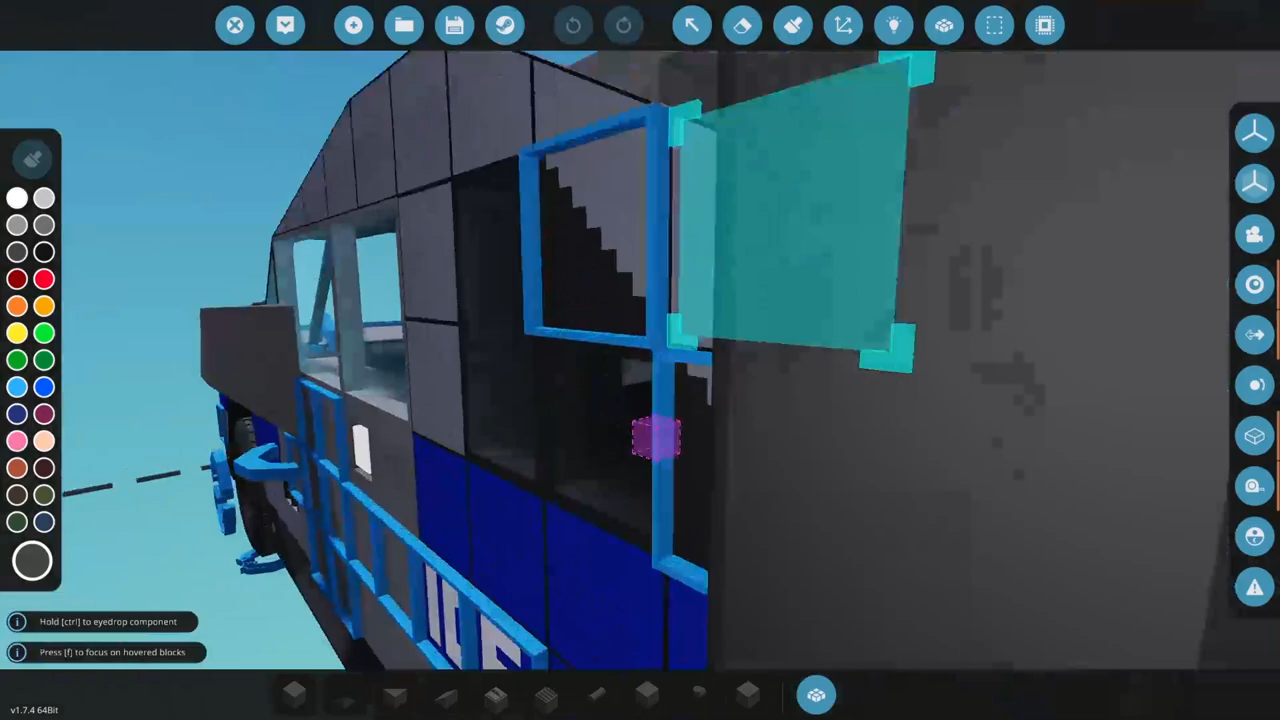 Hold [ctrl] to eyedrop component
Press [f] to focus on hovered blocks
v1.7.4 64Bit